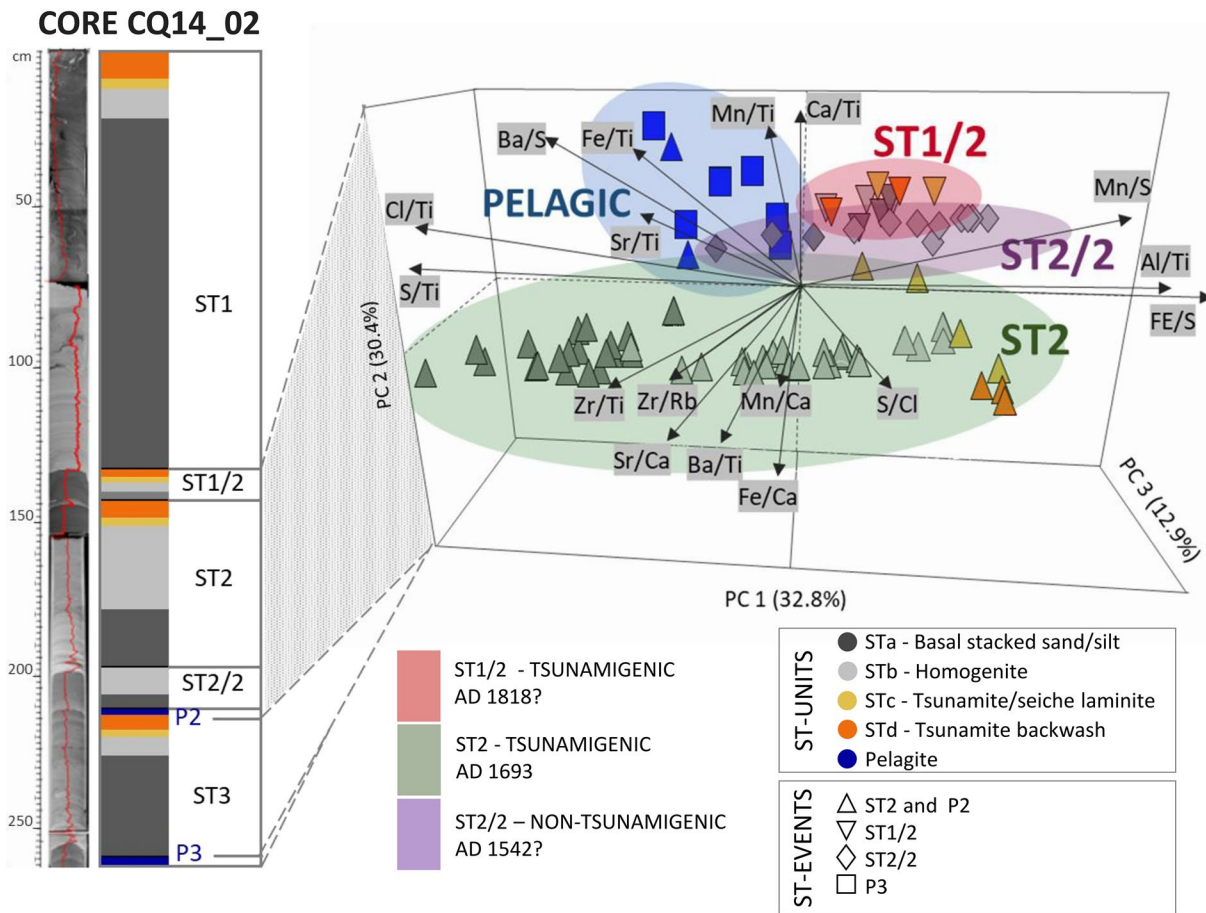 CORE CQ14_02
cm
50
100
150
200
250
ST1
ST1/2
ST2
ST2/2
P2
ST3
P3
Ba/S
Fe/Ti
Mn/Ti
Ca/Ti
ST1/2
Mn/S
PELAGIC
Cl/Ti
Sr/Ti
ST2/2
Al/Ti
S/Ti
FE/S
ST2
PC 2 (30.4%)
Zr/Ti
Zr/Rb
Mn/Ca
S/Cl
Sr/Ca
Ba/Ti
Fe/Ca
PC 3 (12.9%)
PC 1 (32.8%)
ST1/2 - TSUNAMIGENIC
AD 1818?
ST2 - TSUNAMIGENIC
AD 1693
ST2/2 – NON-TSUNAMIGENIC
AD 1542?
ST-UNITS
STa - Basal stacked sand/silt
STb - Homogenite
STc - Tsunamite/seiche laminite
STd - Tsunamite backwash
Pelagite
ST-EVENTS
ST2 and P2
ST1/2
ST2/2
P3